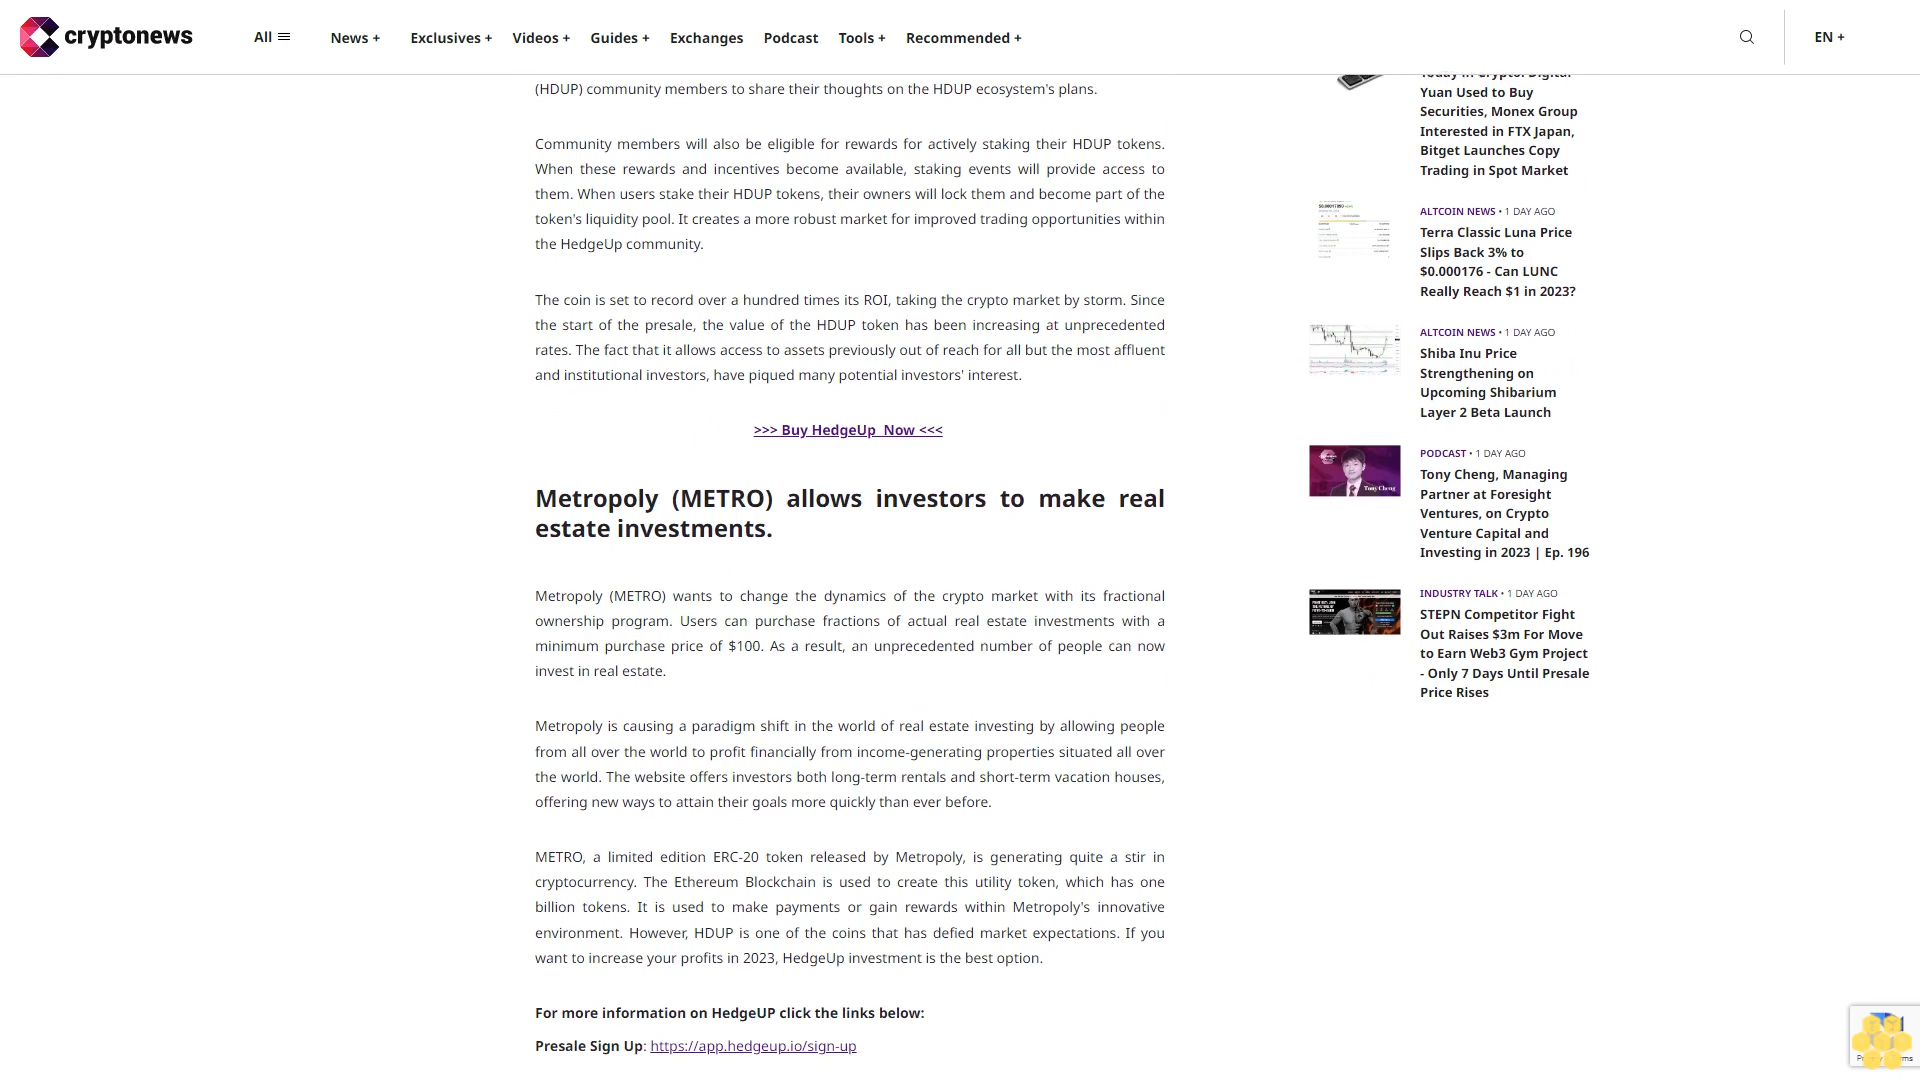 cryptonews
All
News +
Exclusives +
Videos +
Guides +
Exchanges
Podcast
Tools +
Recommended +
EN +
(HDUP) community members to share their thoughts on the HDUP ecosystem's plans.
Community members will also be eligible for rewards for actively staking their HDUP tokens.
When these rewards and incentives become available, staking events will provide access to
them. When users stake their HDUP tokens, their owners will lock them and become part of the
token's liquidity pool. It creates a more robust market for improved trading opportunities within
the HedgeUp community.
The coin is set to record over a hundred times its ROI, taking the crypto market by storm. Since
the start of the presale, the value of the HDUP token has been increasing at unprecedented
rates. The fact that it allows access to assets previously out of reach for all but the most affluent
and institutional investors, have piqued many potential investors' interest.
>>> Buy HedgeUp  Now <<<
Metropoly (METRO) allows investors to make real
estate investments.
Metropoly (METRO) wants to change the dynamics of the crypto market with its fractional
ownership program. Users can purchase fractions of actual real estate investments with a
minimum purchase price of $100. As a result, an unprecedented number of people can now
invest in real estate.
Metropoly is causing a paradigm shift in the world of real estate investing by allowing people
from all over the world to profit financially from income-generating properties situated all over
the world. The website offers investors both long-term rentals and short-term vacation houses,
offering new ways to attain their goals more quickly than ever before.
METRO, a limited edition ERC-20 token released by Metropoly, is generating quite a stir in
cryptocurrency. The Ethereum Blockchain is used to create this utility token, which has one
billion tokens. It is used to make payments or gain rewards within Metropoly's innovative
environment. However, HDUP is one of the coins that has defied market expectations. If you
want to increase your profits in 2023, HedgeUp investment is the best option.
For more information on HedgeUP click the links below:
Presale Sign Up: https://app.hedgeup.io/sign-up
Today in Crypto: Digital
Yuan Used to Buy
Securities, Monex Group
Interested in FTX Japan,
Bitget Launches Copy
Trading in Spot Market
ALTCOIN NEWS • 1 DAY AGO
Terra Classic Luna Price
Slips Back 3% to
$0.000176 - Can LUNC
Really Reach $1 in 2023?
ALTCOIN NEWS • 1 DAY AGO
Shiba Inu Price
Strengthening on
Upcoming Shibarium
Layer 2 Beta Launch
Tony Cheng
PODCAST • 1 DAY AGO
Tony Cheng, Managing
Partner at Foresight
Ventures, on Crypto
Venture Capital and
Investing in 2023 | Ep. 196
INDUSTRY TALK • 1 DAY AGO
STEPN Competitor Fight
Out Raises $3m For Move
to Earn Web3 Gym Project
- Only 7 Days Until Presale
Price Rises